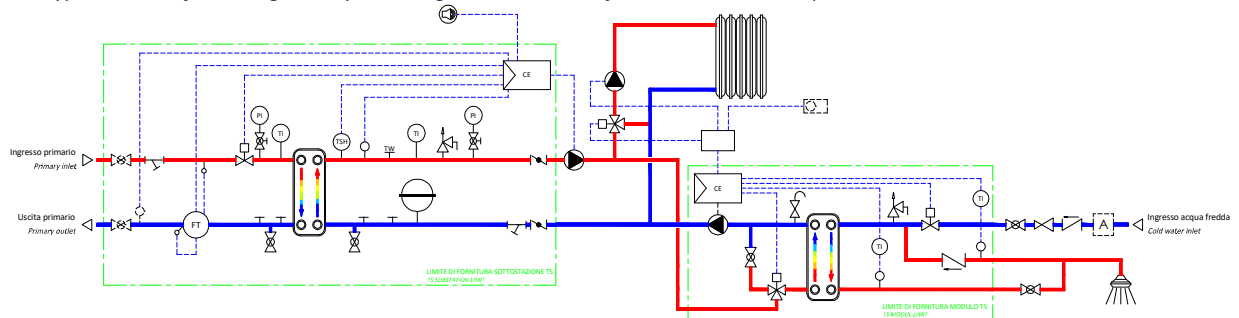 CE
PI
TI
PI
TI
TSH
TW
Ingresso primario
Primary inlet
CE
TI
Uscita primario
Primary outlet
FT
TI
A
Ingresso acqua fredda
Cold water inlet
LIMITE DI FORNITURA SOTTOSTAZIONE TS
TS SUBSTATION LIMIT
LIMITE DI FORNITURA MODULO TS
TS MODUL LIMIT